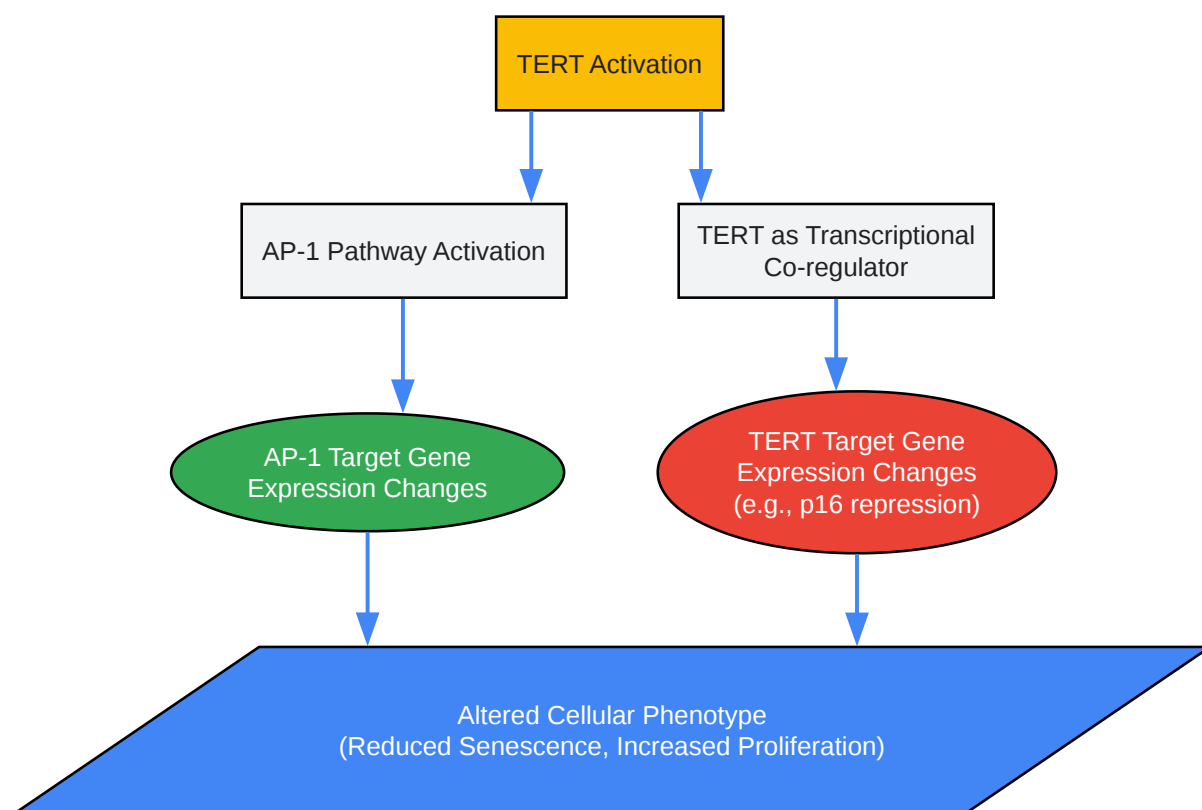 TERT Activation
AP-1 Pathway Activation
TERT as Transcriptional
Co-regulator
AP-1 Target Gene
Expression Changes
TERT Target Gene
Expression Changes
(e.g., p16 repression)
Altered Cellular Phenotype
(Reduced Senescence, Increased Proliferation)